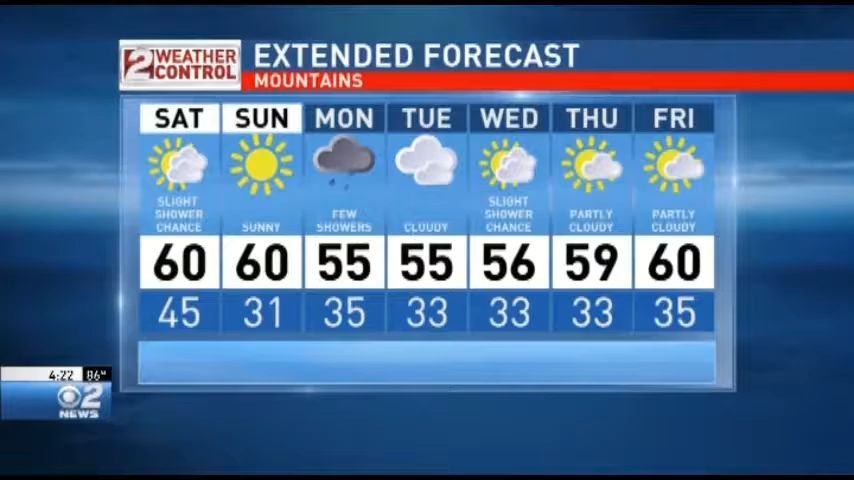 2 WEATHER
CONTROL
EXTENDED FORECAST
MOUNTAINS
SAT SUN MON TUE WED THU FRI
SLIGHT SHOWER CHANCE SUNNY FEW SHOWERS CLOUDY SLIGHT SHOWER CHANCE PARTLY CLOUDY PARTLY CLOUDY
60 60 55 55 56 59 60
45 31 35 33 33 33 35
4:22 86°
2
NEWS